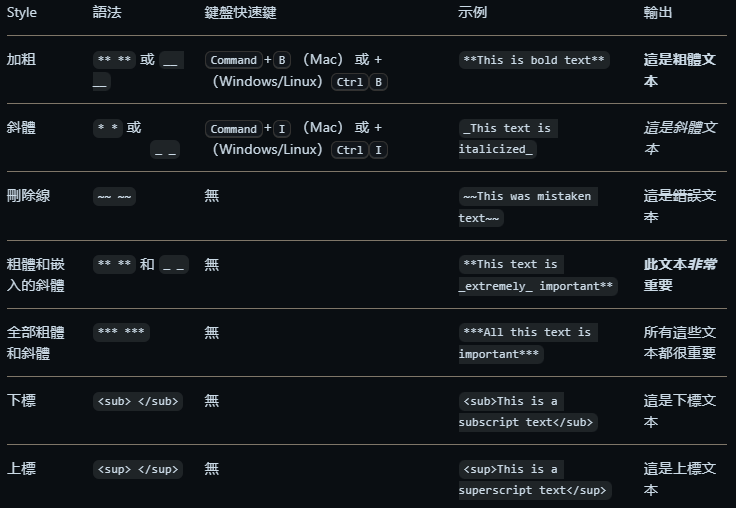 Style 語法 鍵盤快速鍵 示例 輸出
加粗 ** ** 或 __ Command+B （Mac） 或 + **This is bold text** 這是粗體文
__ （Windows/Linux） Ctrl B 本
斜體 * * 或 Command+I （Mac） 或 + _This text is 這是斜體文
_ _ （Windows/Linux） Ctrl I italicized_ 本
刪除線 ~~ ~~ 無 ~~This was mistaken 這是錯誤文
text~~ 本
粗體和嵌 ** ** 和 _ _ 無 **This text is 此文本非常
入的斜體 _extremely_ important** 重要
全部粗體 *** *** 無 ***All this text is 所有這些文
和斜體 important*** 本都很重要
下標 <sub> </sub> 無 <sub>This is a 這是下標文
subscript text</sub> 本
上標 <sup> </sup> 無 <sup>This is a 這是上標文
superscript text</sup> 本